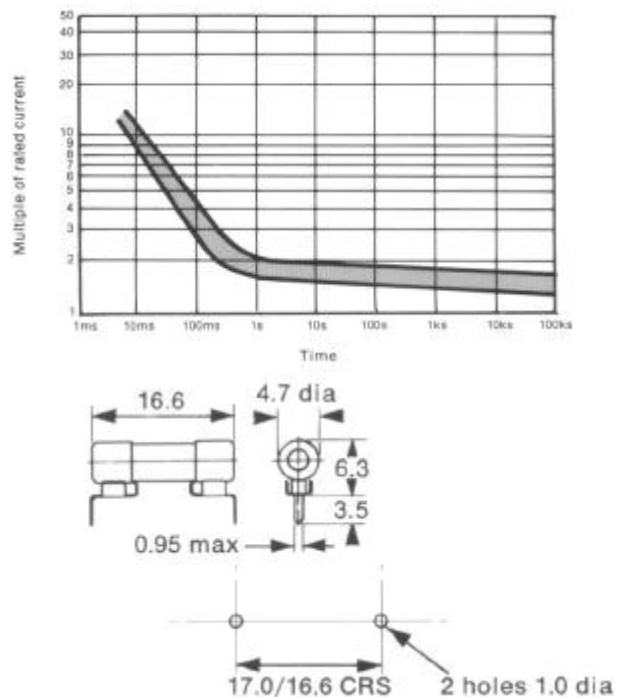 Multiple of rated current
50
40
30
20
10
9
8
7
6
5
4
3
2
1
1ms 10ms 100ms 1s 10s 100s 1ks 10ks 100ks
Time
16.6
4.7 dia
6.3
3.5
0.95 max
17.0/16.6 CRS
2 holes 1.0 dia